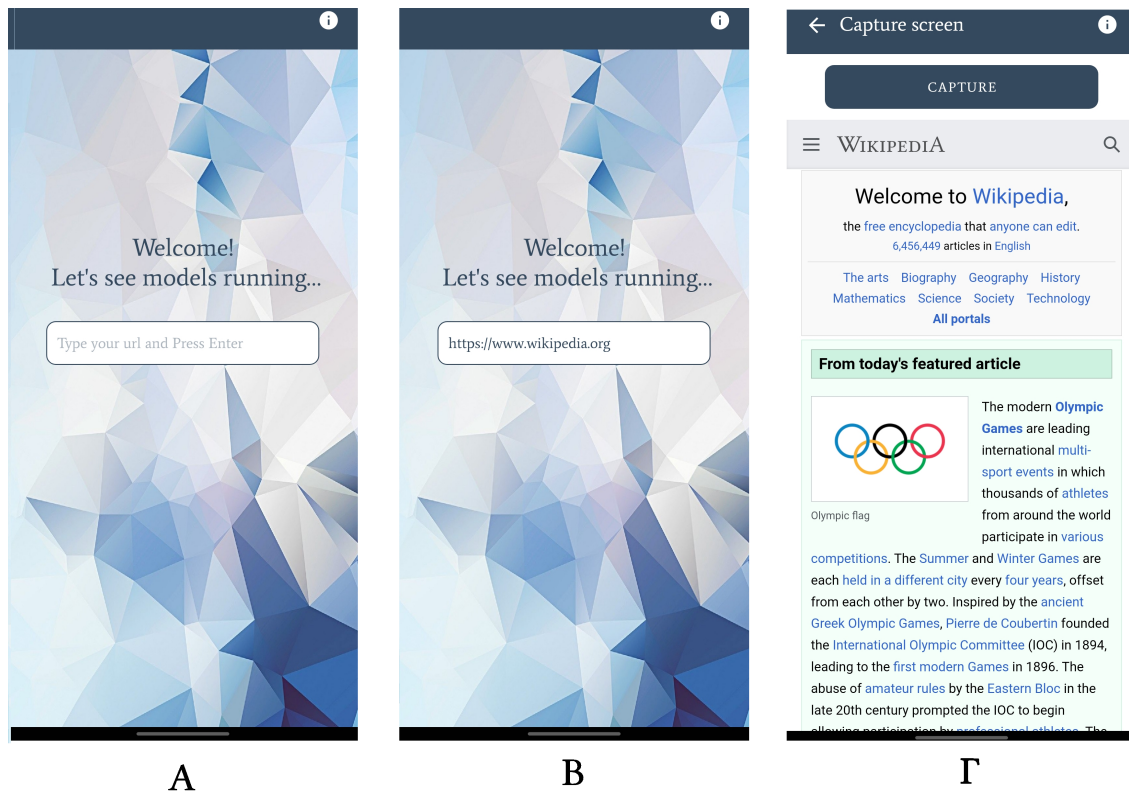 Welcome!
Let's see models running...
Type your url and Press Enter
Α
Welcome!
Let's see models running...
https://www.wikipedia.org
Β
Capture screen
CAPTURE
WIKIPEDIA
Welcome to Wikipedia,
the free encyclopedia that anyone can edit.
6,456,449 articles in English
The arts Biography Geography History
Mathematics Science Society Technology
All portals
From today's featured article
The modern Olympic
Games are leading
international multi-
sport events in which
thousands of athletes
from around the world
participate in various
Olympic flag
competitions. The Summer and Winter Games are
each held in a different city every four years, offset
from each other by two. Inspired by the ancient
Greek Olympic Games, Pierre de Coubertin founded
the International Olympic Committee (IOC) in 1894,
leading to the first modern Games in 1896. The
abuse of amateur rules by the Eastern Bloc in the
late 20th century prompted the IOC to begin
allowing participation by professional athletes. The
Γ